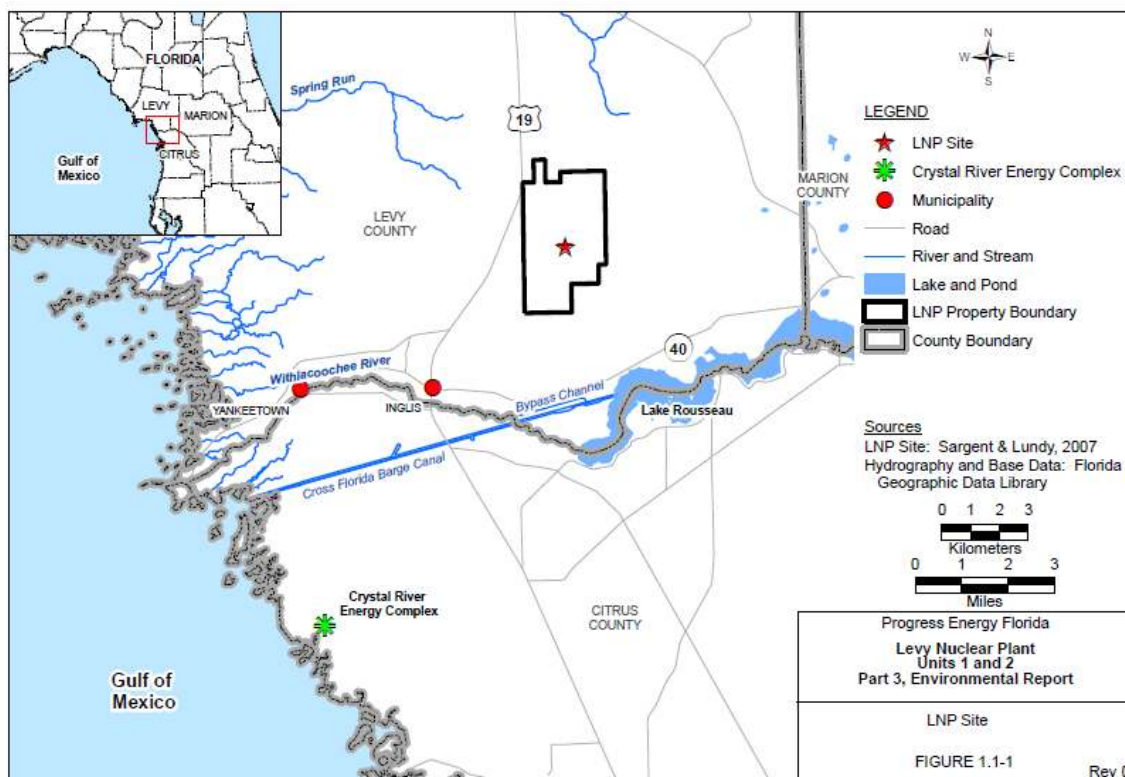 FLORIDA
LEVY
MARION
CITRUS
Gulf of
Mexico
Spring Run
19
LEVY
COUNTY
MARION
COUNTY
40
Withlacoochee River
YANKEETOWN
INGLIS
Bypass Channel
Lake Rousseau
Cross Florida Barge Canal
Crystal River
Energy Complex
CITRUS
COUNTY
Gulf of
Mexico
N
W E
S
LEGEND
LNP Site
Crystal River Energy Complex
Municipality
Road
River and Stream
Lake and Pond
LNP Property Boundary
County Boundary
Sources
LNP Site: Sargent & Lundy, 2007
Hydrography and Base Data: Florida
Geographic Data Library
0 1 2 3
Kilometers
0 1 2 3
Miles
Progress Energy Florida
Levy Nuclear Plant
Units 1 and 2
Part 3, Environmental Report
LNP Site
FIGURE 1.1-1
Rev